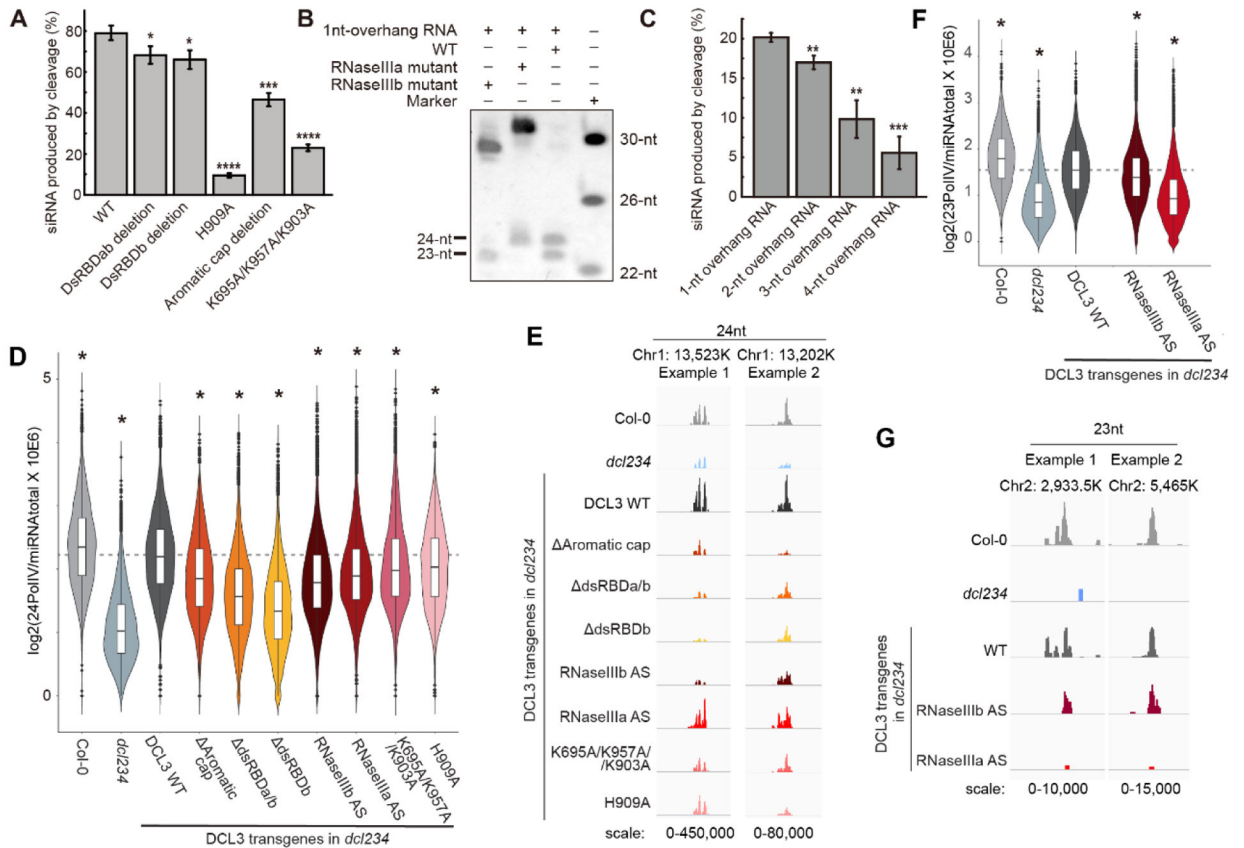 A
siRNA produced by cleavage (%)
80
60
40
20
0
*
*
****
***
****
WT
DsRBDab deletion
DsRBDb deletion
H909A
Aromatic cap deletion
K695A/K957A/K903A
B
1nt-overhang RNA + + + −
WT − − + −
RNaseIIIa mutant − + − −
RNaseIIIb mutant + − − −
Marker − − − +
30-nt
26-nt
24-nt
23-nt
22-nt
C
siRNA produced by cleavage (%)
20
15
10
5
0
**
**
***
1-nt overhang RNA
2-nt overhang RNA
3-nt overhang RNA
4-nt overhang RNA
D
log2(24PolIV/miRNAtotal X 10E6)
5
0
* * * * * * * * *
Col-0
dcl234
DCL3 WT
ΔAromatic cap
ΔdsRBDa/b
ΔdsRBDb
RNaseIIIb AS
RNaseIIIa AS
K695A/K957A
/K903A
H909A
DCL3 transgenes in dcl234
E
24nt
Chr1: 13,523K Chr1: 13,202K
Example 1 Example 2
Col-0
dcl234
DCL3 WT
ΔAromatic cap
ΔdsRBDa/b
ΔdsRBDb
RNaseIIIb AS
RNaseIIIa AS
K695A/K957A/
/K903A
H909A
DCL3 transgenes in dcl234
scale: 0-450,000 0-80,000
F
log2(23PolIV/miRNAtotal X 10E6)
4
3
2
1
0
* * * *
Col-0
dcl234
DCL3 WT
RNaseIIIb AS
RNaseIIIa AS
DCL3 transgenes in dcl234
G
23nt
Example 1 Example 2
Chr2: 2,933.5K Chr2: 5,465K
Col-0
dcl234
WT
RNaseIIIb AS
RNaseIIIa AS
DCL3 transgenes
in dcl234
scale: 0-10,000 0-15,000